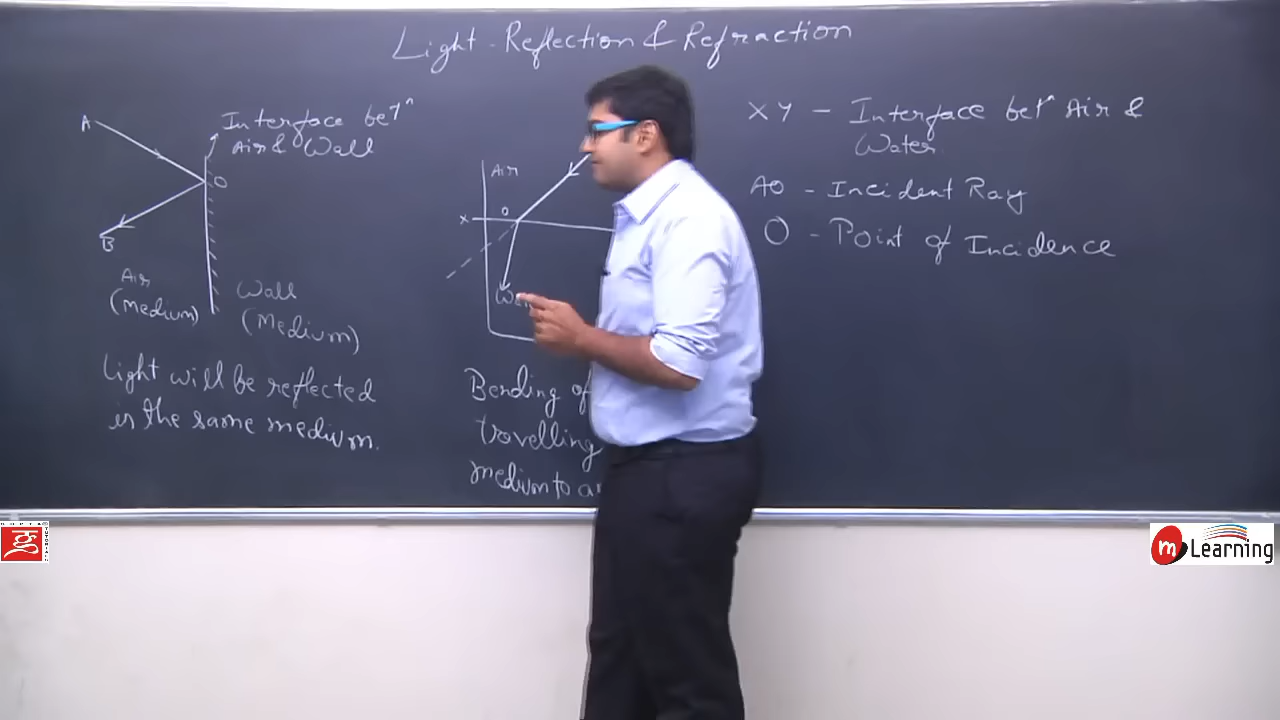 Light - Reflection & Refraction
A
Interface betⁿ
Air & Wall
O
B
Air
(Medium)
Wall
(Medium)
Light will be reflected
in the same medium.
Air
X
O
Bending of
travelling
medium to
XY - Interface betⁿ Air &
Water
AO - Incident Ray
O - Point of Incidence
m Learning